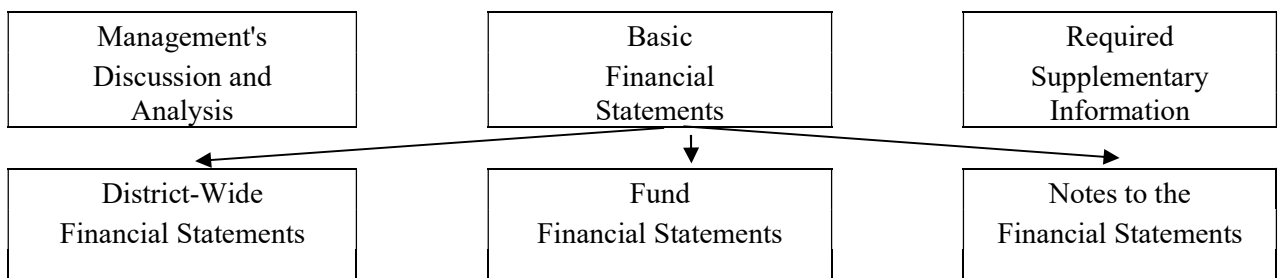 Management's
Discussion and
Analysis
Basic
Financial
Statements
Required
Supplementary
Information
District-Wide
Financial Statements
Fund
Financial Statements
Notes to the
Financial Statements